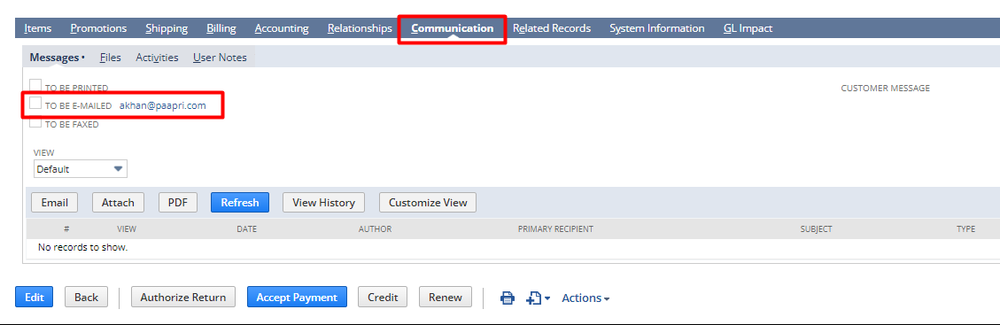 Items Promotions Shipping Billing Accounting Relationships Communication Related Records System Information GL Impact
Messages • Files Activities User Notes
TO BE PRINTED CUSTOMER MESSAGE
TO BE E-MAILED akhan@paapri.com
TO BE FAXED
VIEW
Default
Email Attach PDF Refresh View History Customize View
# VIEW DATE AUTHOR PRIMARY RECIPIENT SUBJECT TYPE
No records to show.
Edit Back Authorize Return Accept Payment Credit Renew Actions